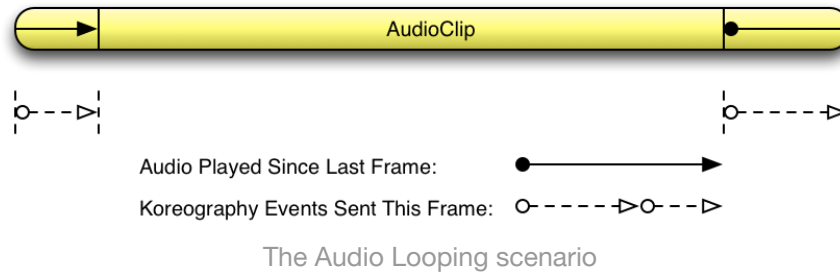 AudioClip
Audio Played Since Last Frame:
Koreography Events Sent This Frame:
The Audio Looping scenario